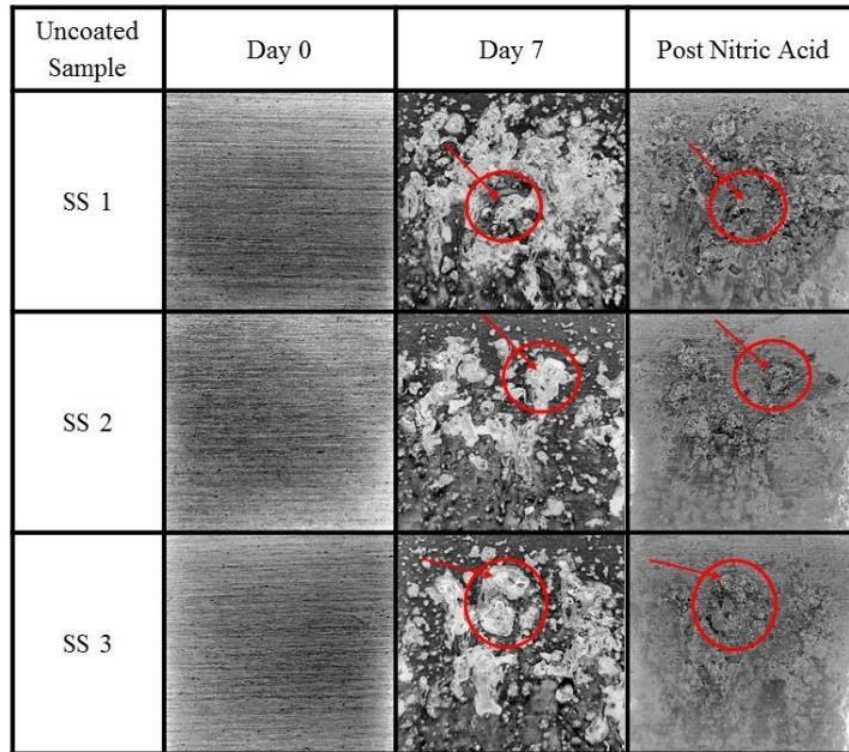 Uncoated
Sample
Day 0
Day 7
Post Nitric Acid
SS 1
SS 2
SS 3